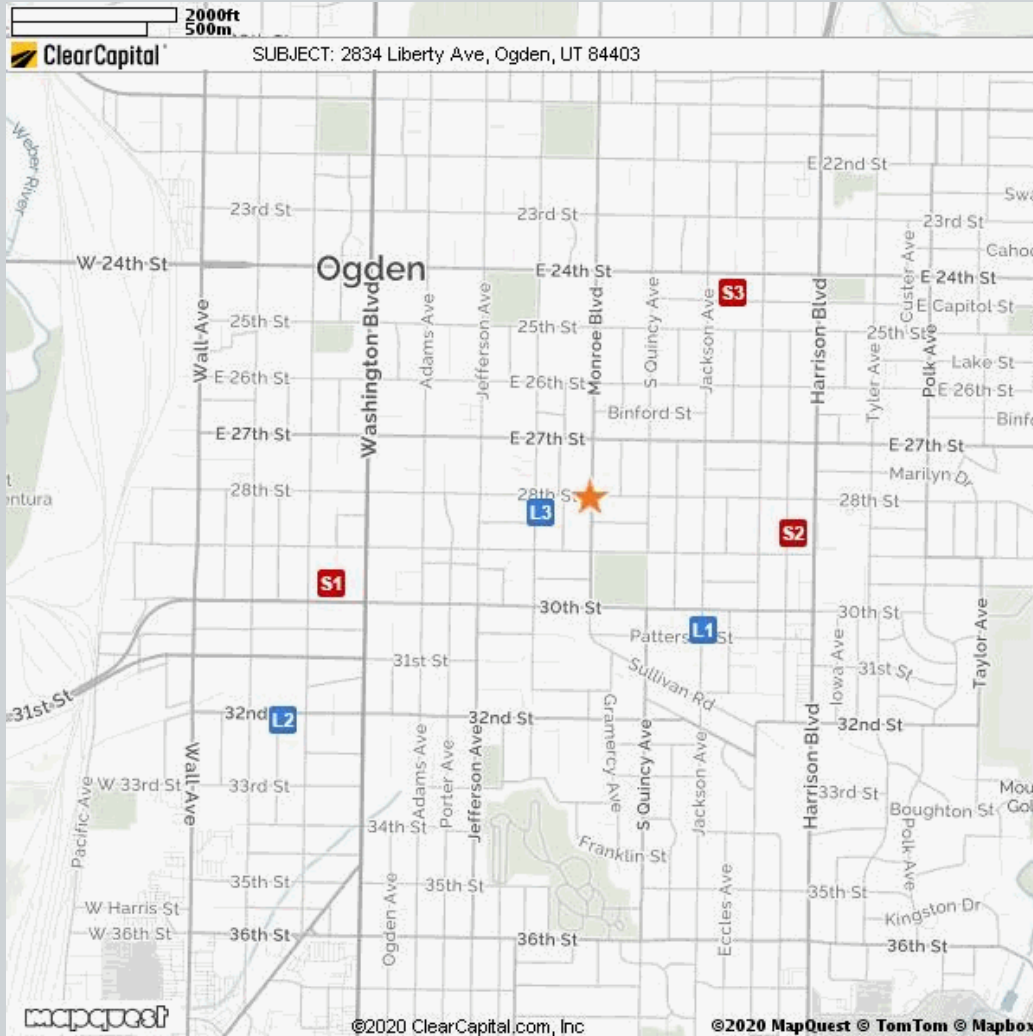 2000ft
500m
ClearCapital
SUBJECT: 2834 Liberty Ave, Ogden, UT 84403
Weber River
E 22nd St
23rd St
23rd St
23rd St
W 24th St
Ogden
E 24th St
E 24th St
S3
E Capitol St
Custer Ave
Wall Ave
Washington Blvd
Adams Ave
Jefferson Ave
Monroe Blvd
S Quincy Ave
Jackson Ave
Harrison Blvd
Tyler Ave
Polk Ave
25th St
25th St
25th St
Lake St
E 26th St
E 26th St
E 26th St
Binford St
E 27th St
E 27th St
E 27th St
Marilyn Dr
28th St
28th St
28th St
L3
S2
S1
30th St
30th St
L1
31st St
31st St
31st St
Sullivan Rd
Iowa Ave
Taylor Ave
L2
32nd St
32nd St
Gramercy Ave
S Quincy Ave
Jackson Ave
Harrison Blvd
Wall Ave
Adams Ave
Porter Ave
Jefferson Ave
W 33rd St
33rd St
33rd St
Pacific Ave
Boughton St
Polk Ave
34th St
Franklin St
35th St
35th St
35th St
Ogden Ave
Eccles Ave
Kingston Dr
W Harris St
W 36th St
36th St
36th St
36th St
mapquest
©2020 ClearCapital.com, Inc
©2020 MapQuest © TomTom © Mapbox